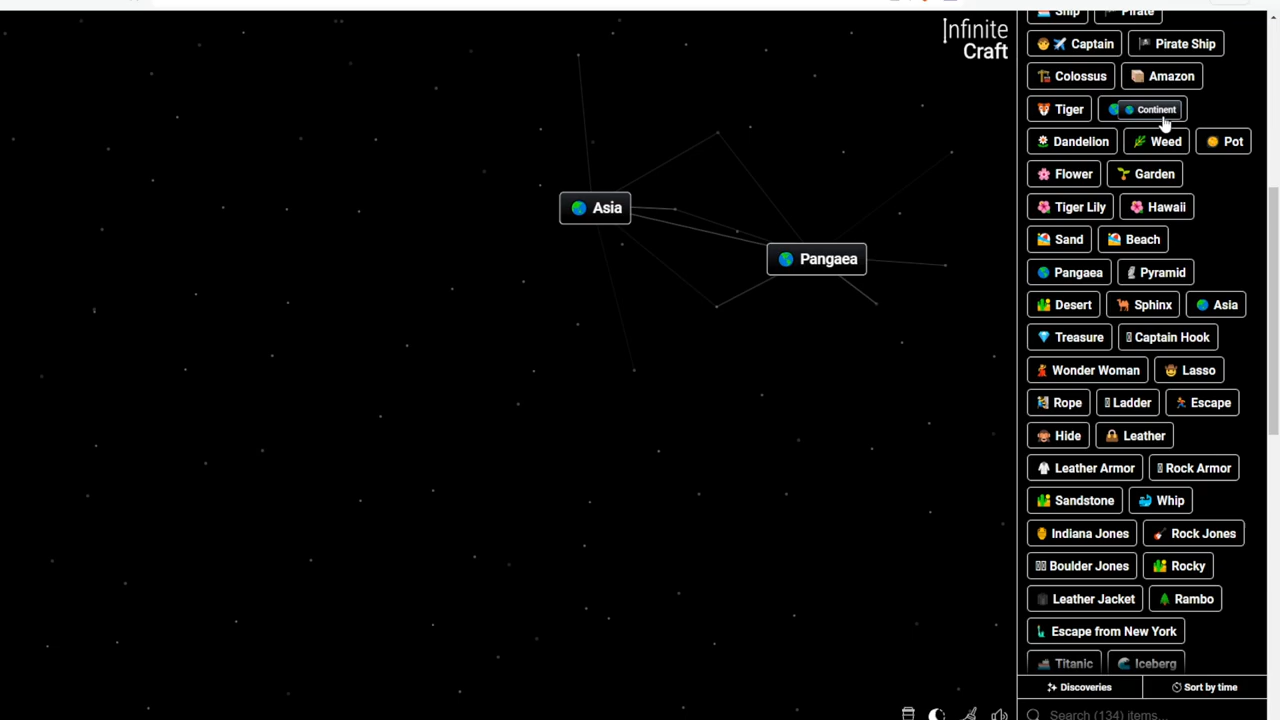 Infinite
Craft
Asia
Pangaea
Ship Pirate
Captain Pirate Ship
Colossus Amazon
Tiger Continent
Dandelion Weed Pot
Flower Garden
Tiger Lily Hawaii
Sand Beach
Pangaea Pyramid
Desert Sphinx Asia
Treasure Captain Hook
Wonder Woman Lasso
Rope Ladder Escape
Hide Leather
Leather Armor Rock Armor
Sandstone Whip
Indiana Jones Rock Jones
Boulder Jones Rocky
Leather Jacket Rambo
Escape from New York
Titanic Iceberg
Discoveries Sort by time
Search (134) items...